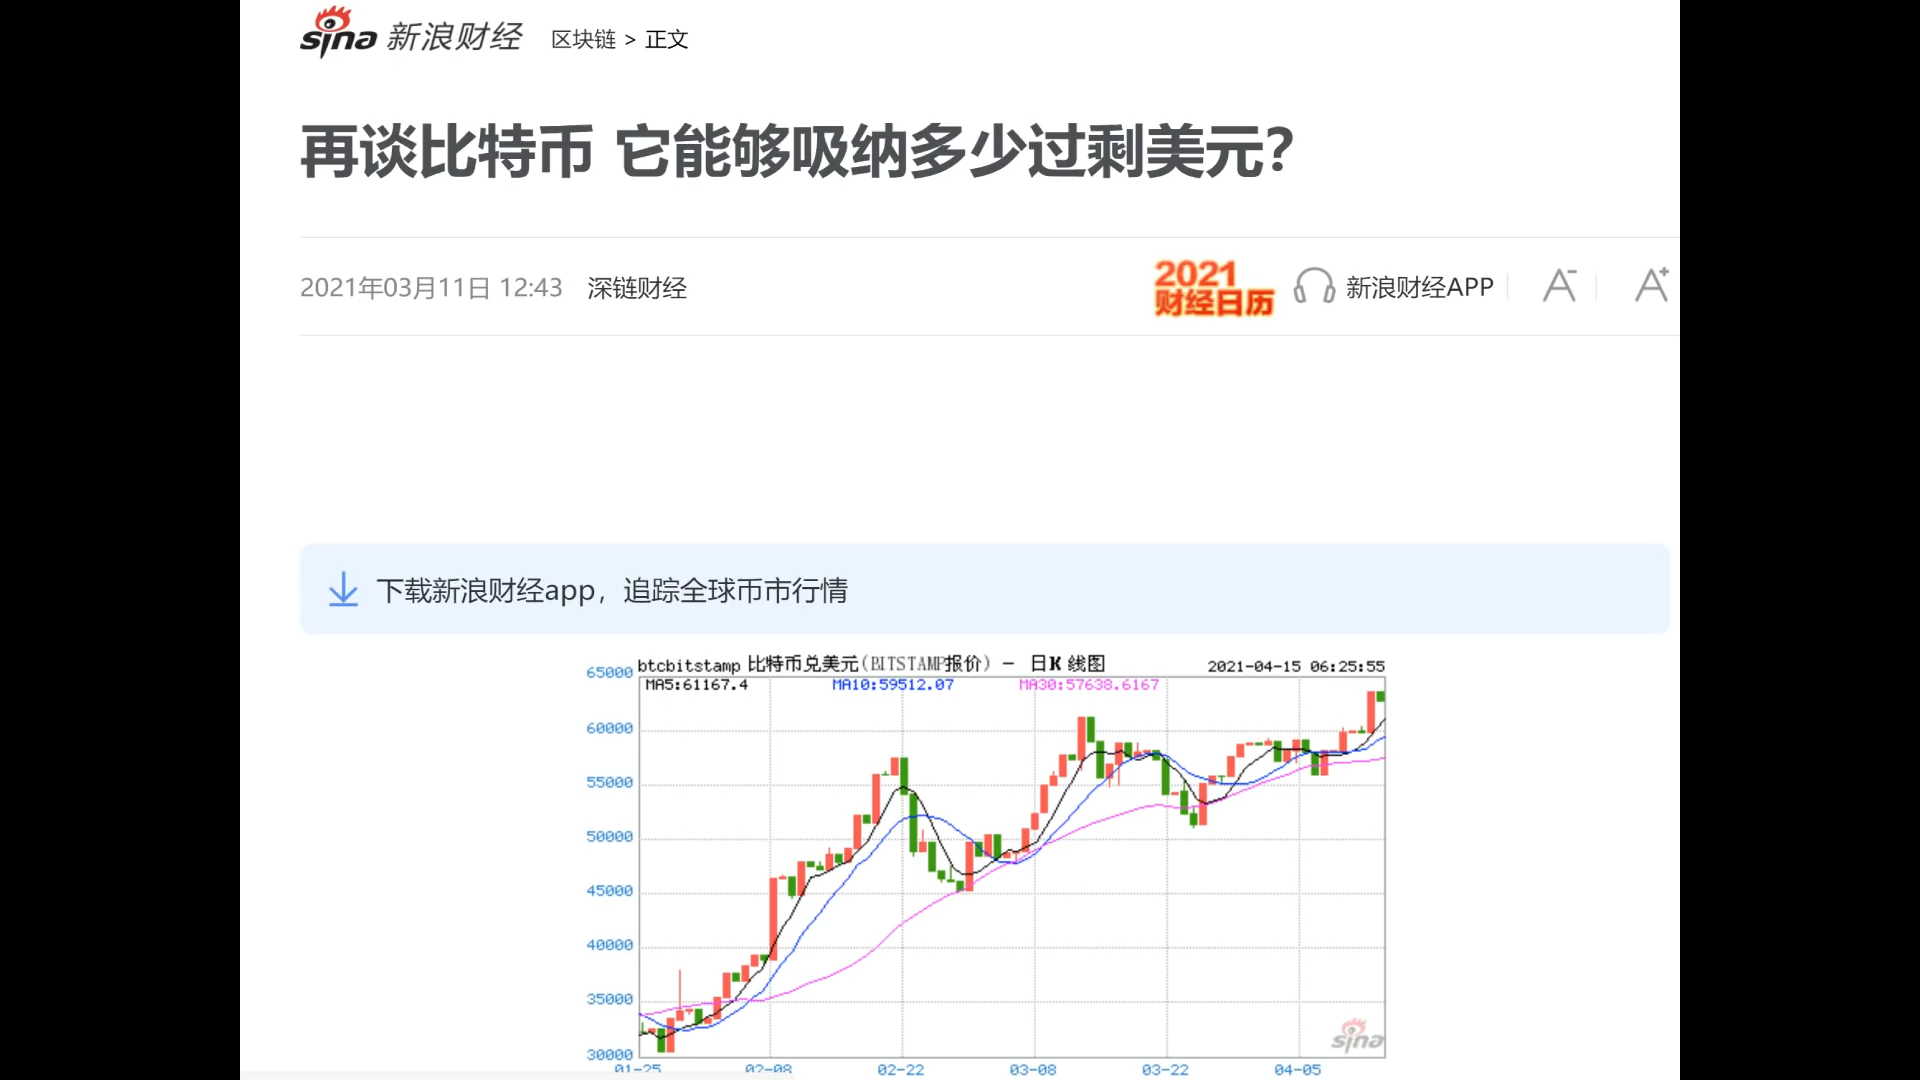 sina 新浪财经 区块链 > 正文
再谈比特币 它能够吸纳多少过剩美元?
2021年03月11日 12:43 深链财经
2021
财经日历
新浪财经APP
A-
A+
下载新浪财经app，追踪全球币市行情
btcbitstamp 比特币兑美元(BITSTAMP报价) - 日K线图 2021-04-15 06:25:55
MA5:61167.4 MA10:59512.07 MA30:57638.6167
65000
60000
55000
50000
45000
40000
35000
30000
sina
01-25 02-08 02-22 03-08 03-22 04-05